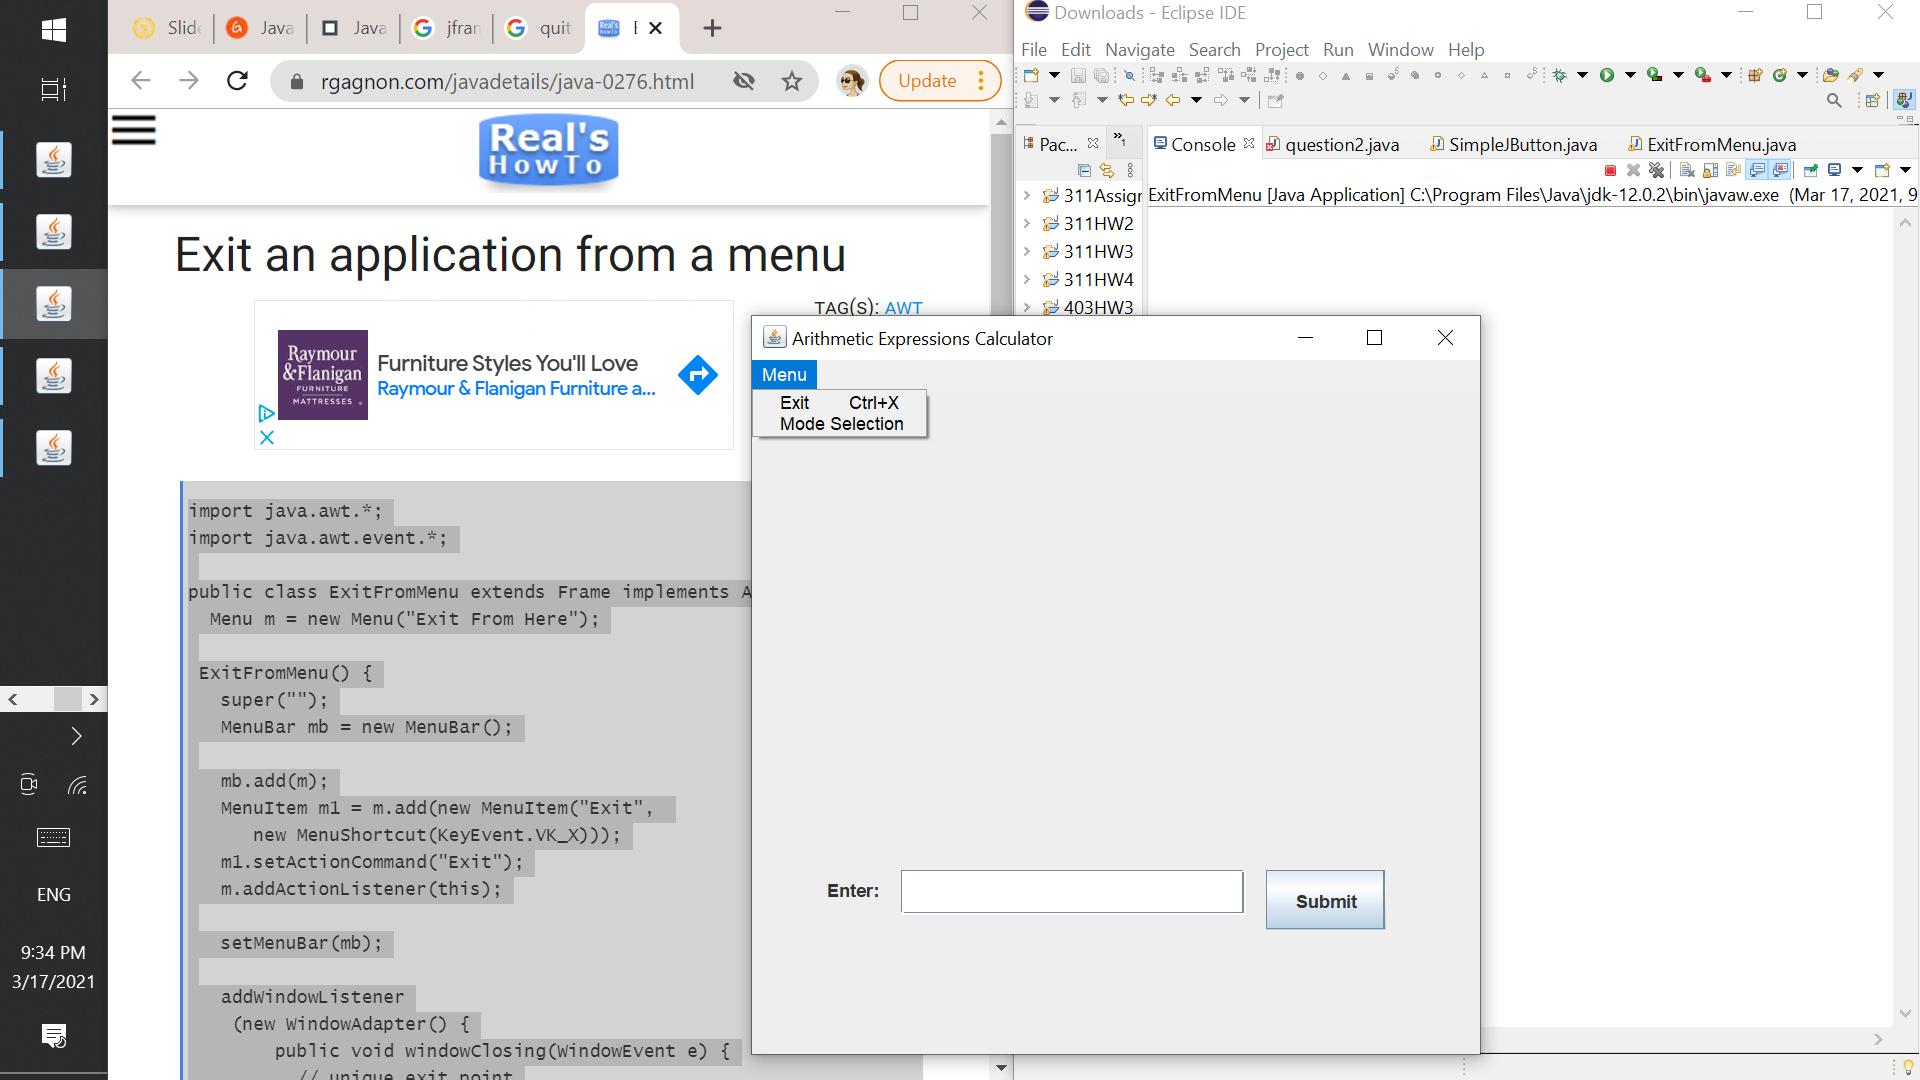 Slid
Java
Java
jfran
quit
E
rgagnon.com/javadetails/java-0276.html
Update
Real's
HowTo
Exit an application from a menu
TAG(S): AWT
Raymour
&Flanigan
FURNITURE
MATTRESSES
Furniture Styles You'll Love
Raymour & Flanigan Furniture a...
import java.awt.*;
import java.awt.event.*;
public class ExitFromMenu extends Frame implements A
Menu m = new Menu("Exit From Here");
ExitFromMenu() {
super("");
MenuBar mb = new MenuBar();
mb.add(m);
MenuItem m1 = m.add(new MenuItem("Exit",
new MenuShortcut(KeyEvent.VK_X)));
m1.setActionCommand("Exit");
m.addActionListener(this);
setMenuBar(mb);
addWindowListener
(new WindowAdapter() {
public void windowClosing(WindowEvent e) {
// unique exit point
Downloads - Eclipse IDE
File Edit Navigate Search Project Run Window Help
Pac...
1
Console
question2.java
SimpleJButton.java
ExitFromMenu.java
ExitFromMenu [Java Application] C:\Program Files\Java\jdk-12.0.2\bin\javaw.exe (Mar 17, 2021, 9
311Assign
311HW2
311HW3
311HW4
403HW3
Arithmetic Expressions Calculator
Menu
Exit Ctrl+X
Mode Selection
Enter:
Submit
ENG
9:34 PM
3/17/2021